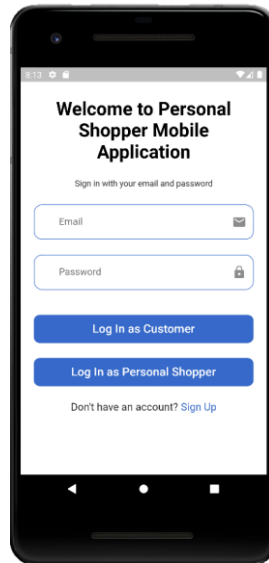 8:13
Welcome to Personal
Shopper Mobile
Application
Sign in with your email and password
Email
Password
Log In as Customer
Log In as Personal Shopper
Don't have an account? Sign Up